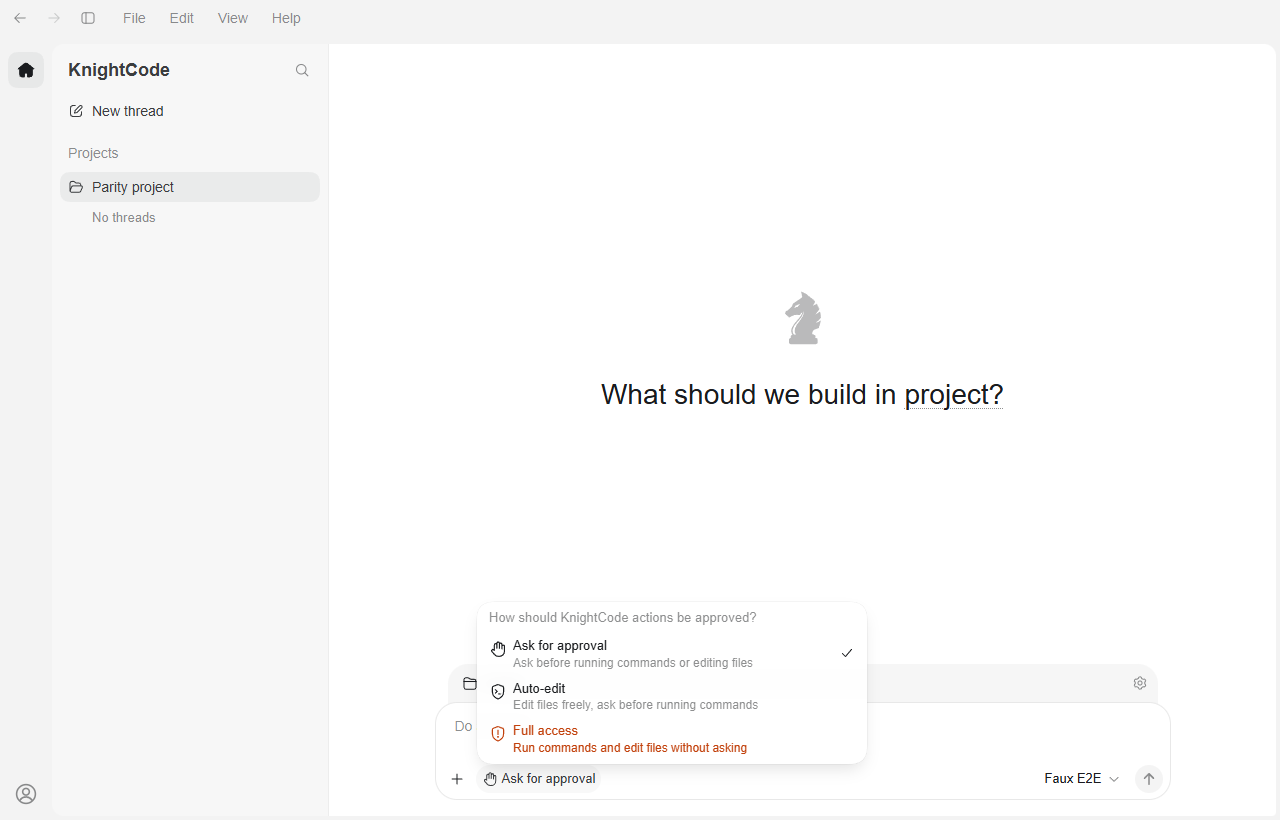 File Edit View Help
KnightCode
New thread
Projects
Parity project
No threads
What should we build in project?
How should KnightCode actions be approved?
Ask for approval
Ask before running commands or editing files
Auto-edit
Edit files freely, ask before running commands
Full access
Run commands and edit files without asking
Do
Ask for approval
Faux E2E